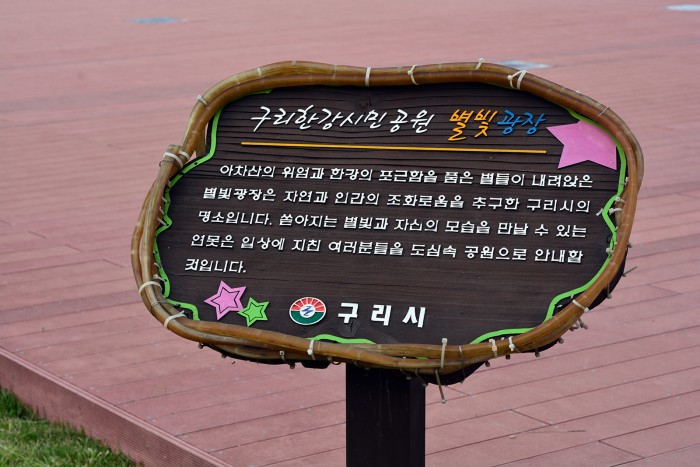 구리한강시민공원 별빛광장
아차산의 위엄과 한강의 포근함을 품은 별들이 내려앉은
별빛광장은 자연과 인간의 조화로움을 추구한 구리시의
명소입니다. 쏟아지는 별빛과 자신의 모습을 만날 수 있는
연못은 일상에 지친 여러분들을 도심속 공원으로 안내할
것입니다.
구리시